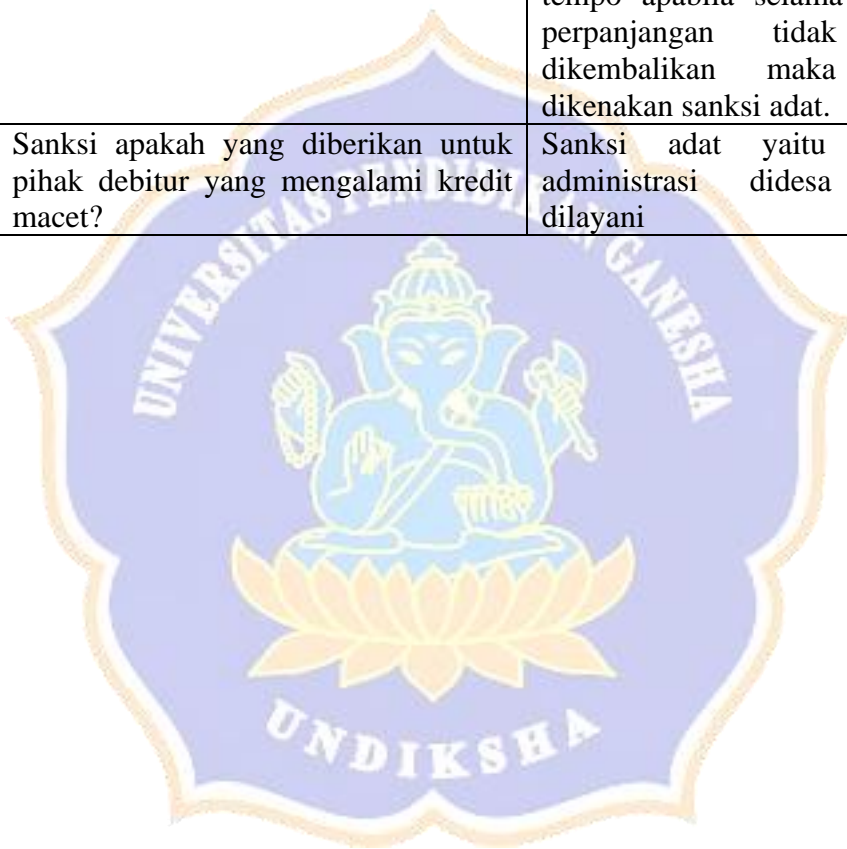 tempo apabila selama
perpanjangan tidak
dikembalikan maka
dikenakan sanksi adat.
Sanksi apakah yang diberikan untuk
pihak debitur yang mengalami kredit
macet?
Sanksi adat yaitu
administrasi didesa
dilayani
UNIVERSITAS PENDIDIKAN GANESHA
UNDIKSHA